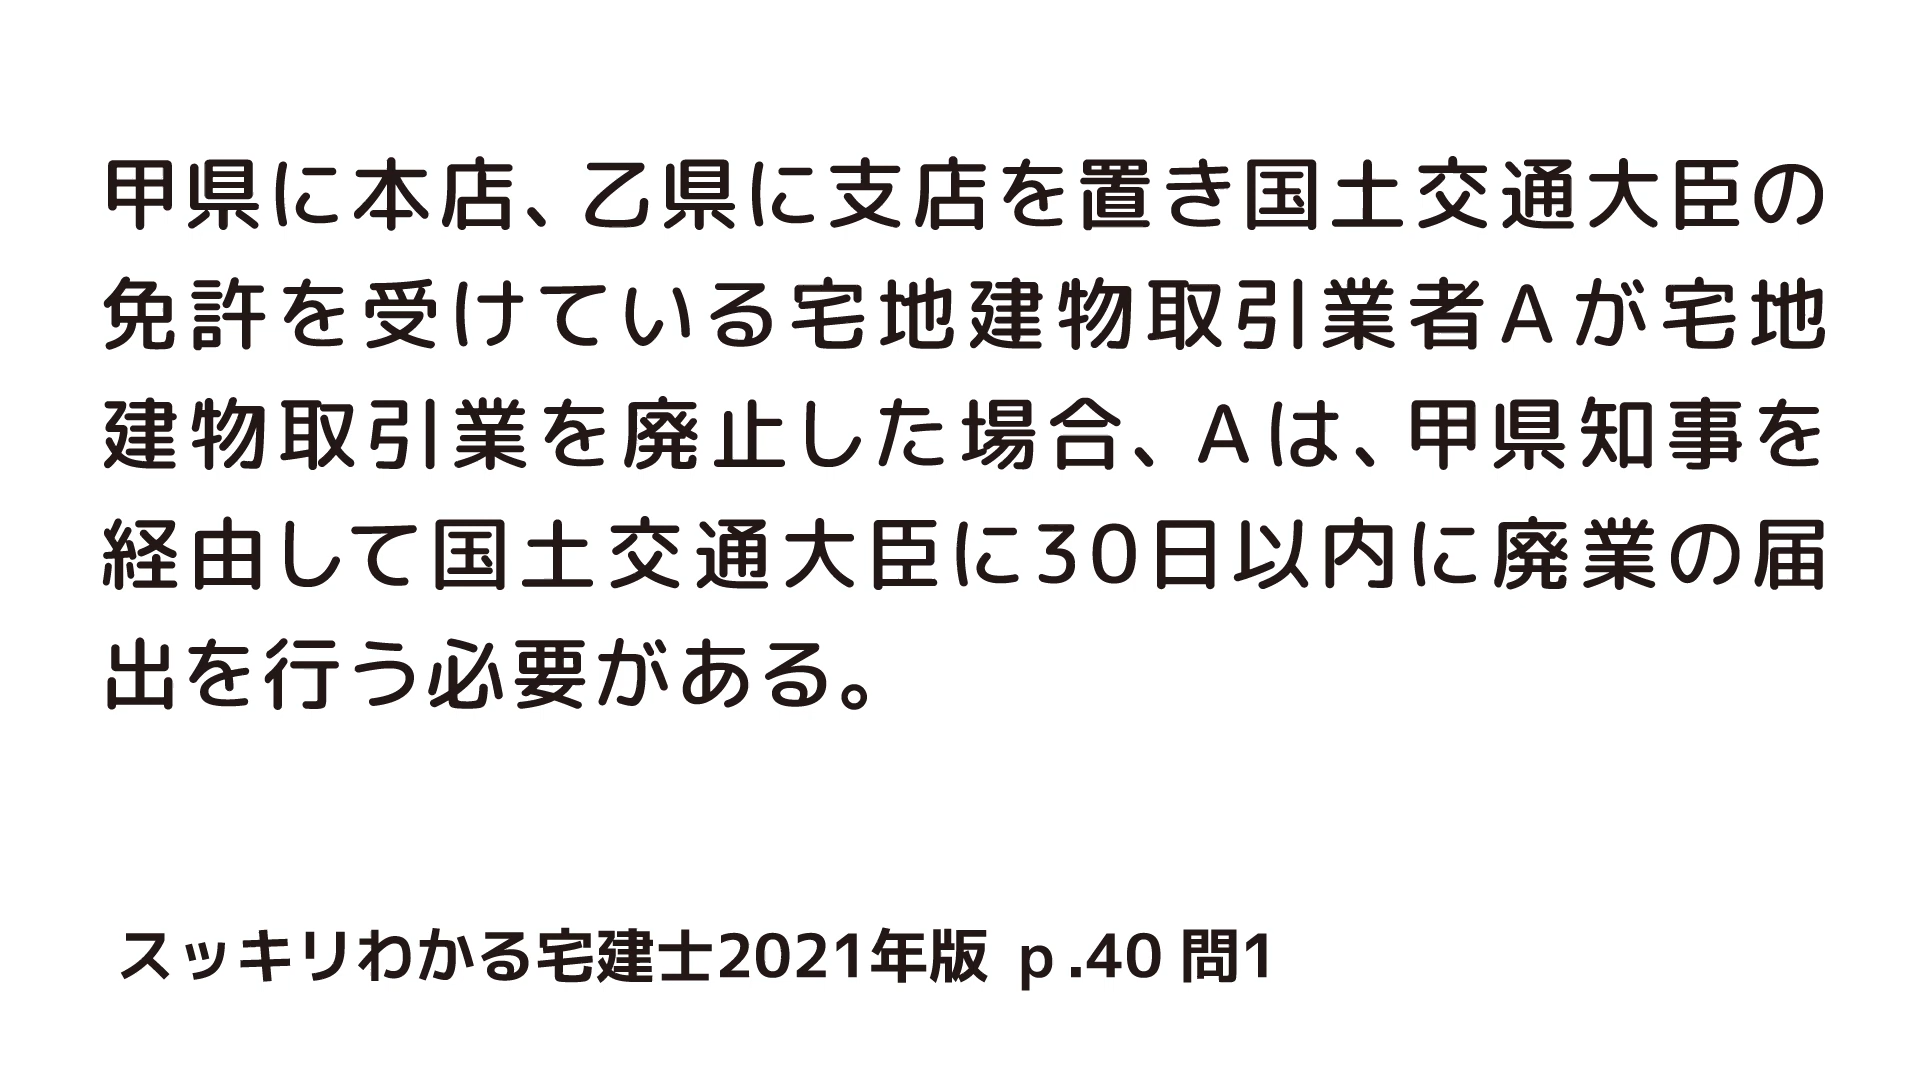 甲県に本店、乙県に支店を置き国土交通大臣の
免許を受けている宅地建物取引業者Aが宅地
建物取引業を廃止した場合、Aは、甲県知事を
経由して国土交通大臣に30日以内に廃業の届
出を行う必要がある。
スッキリわかる宅建士2021年版 p.40 問1